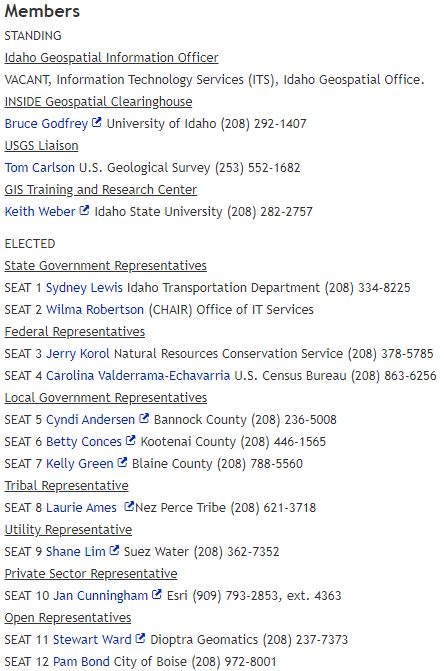 Members
STANDING
Idaho Geospatial Information Officer
VACANT, Information Technology Services (ITS), Idaho Geospatial Office.
INSIDE Geospatial Clearinghouse
Bruce Godfrey University of Idaho (208) 292-1407
USGS Liaison
Tom Carlson U.S. Geological Survey (253) 552-1682
GIS Training and Research Center
Keith Weber Idaho State University (208) 282-2757
ELECTED
State Government Representatives
SEAT 1 Sydney Lewis Idaho Transportation Department (208) 334-8225
SEAT 2 Wilma Robertson (CHAIR) Office of IT Services
Federal Representatives
SEAT 3 Jerry Korol Natural Resources Conservation Service (208) 378-5785
SEAT 4 Carolina Valderrama-Echavarria U.S. Census Bureau (208) 863-6256
Local Government Representatives
SEAT 5 Cyndi Andersen Bannock County (208) 236-5008
SEAT 6 Betty Conces Kootenai County (208) 446-1565
SEAT 7 Kelly Green Blaine County (208) 788-5560
Tribal Representative
SEAT 8 Laurie Ames Nez Perce Tribe (208) 621-3718
Utility Representative
SEAT 9 Shane Lim Suez Water (208) 362-7352
Private Sector Representative
SEAT 10 Jan Cunningham Esri (909) 793-2853, ext. 4363
Open Representatives
SEAT 11 Stewart Ward Dioptra Geomatics (208) 237-7373
SEAT 12 Pam Bond City of Boise (208) 972-8001